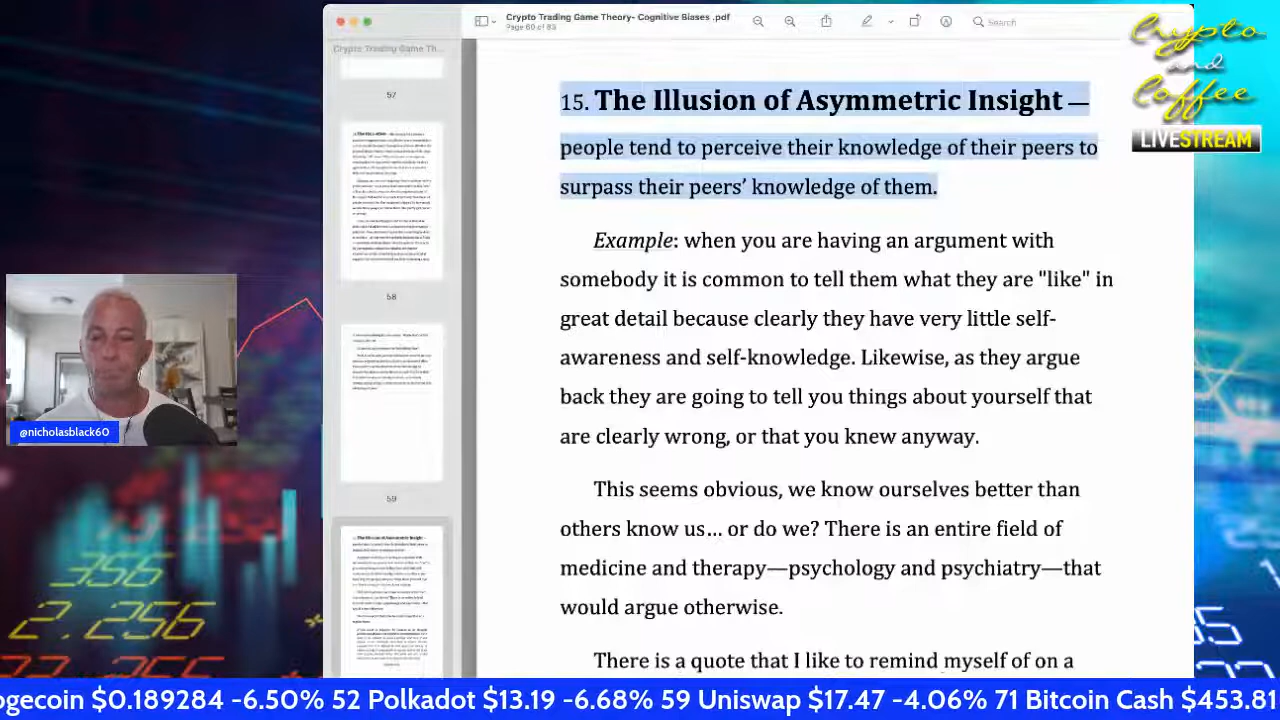 Crypto Trading Game Theory- Cognitive Biases .pdf
Page 60 of 83
Search
Crypto Trading Game Th...
57
58
59
15. The Illusion of Asymmetric Insight —
people tend to perceive their knowledge of their peers to
surpass their peers' knowledge of them.
Example: when you are having an argument with
somebody it is common to tell them what they are "like" in
great detail because clearly they have very little self-
awareness and self-knowledge. Likewise, as they argue
back they are going to tell you things about yourself that
are clearly wrong, or that you knew anyway.
This seems obvious, we know ourselves better than
others know us... or do we? There is an entire field of
medicine and therapy—psychology and psychiatry—that
would argue otherwise.
There is a quote that I like to remind myself of on a
Crypto
and
Coffee
LIVESTREAM
@nicholasblack60
ogecoin $0.189284 -6.50% 52 Polkadot $13.19 -6.68% 59 Uniswap $17.47 -4.06% 71 Bitcoin Cash $453.81